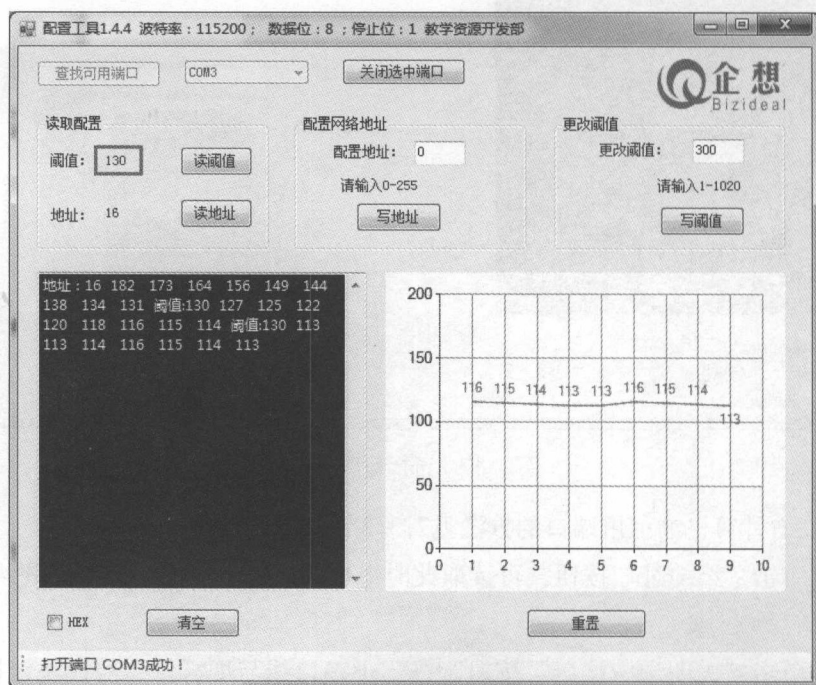 配置工具1.4.4 波特率：115200； 数据位：8 ；停止位：1 教学资源开发部
查找可用端口 COM3 关闭选中端口
企想
Bizideal
读取配置 配置网络地址 更改阈值
阈值： 130 读阈值 配置地址： 0 更改阈值： 300
请输入0-255 请输入1-1020
地址： 16 读地址 写地址 写阈值
地址：16 182 173 164 156 149 144
138 134 131 阈值:130 127 125 122
120 118 116 115 114 阈值:130 113
113 114 116 115 114 113
200
150
116 115 114 113 113 116 115 114
113
100
50
0
0 1 2 3 4 5 6 7 8 9 10
HEX 清空 重置
打开端口 COM3成功！